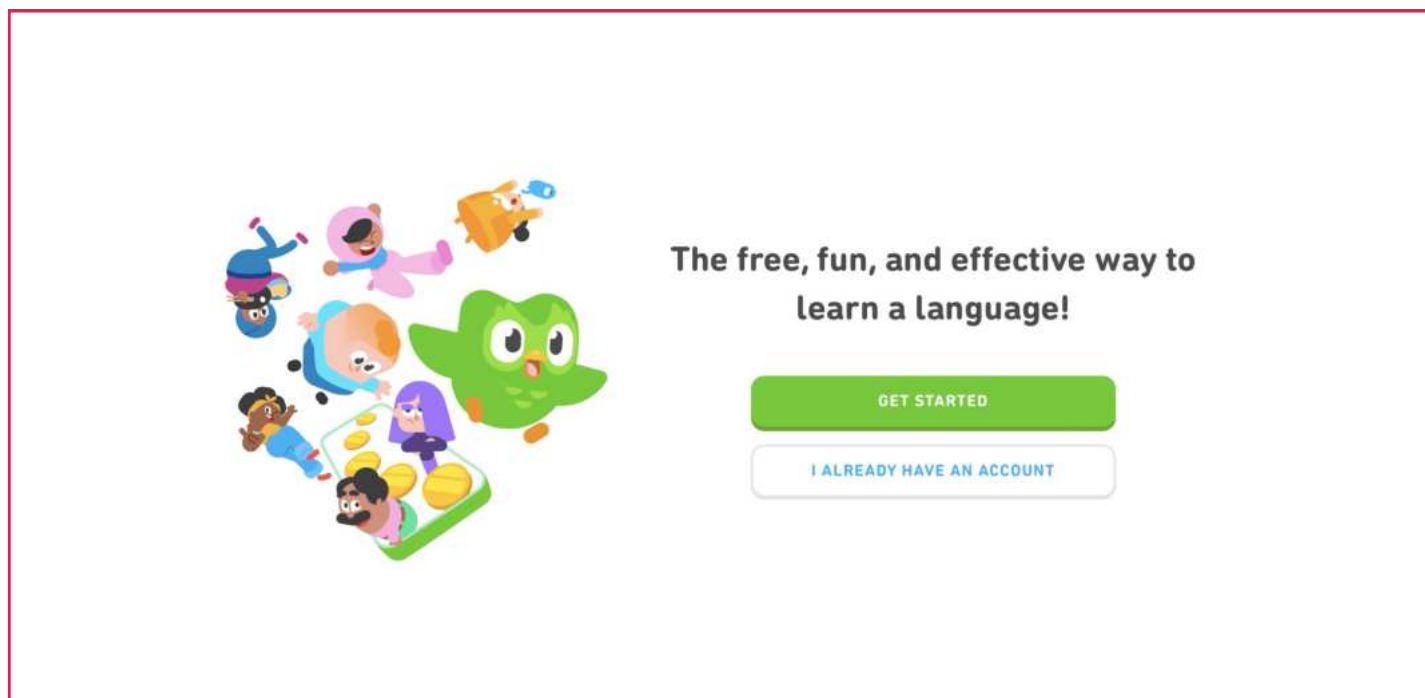 The free, fun, and effective way to
learn a language!
GET STARTED
I ALREADY HAVE AN ACCOUNT